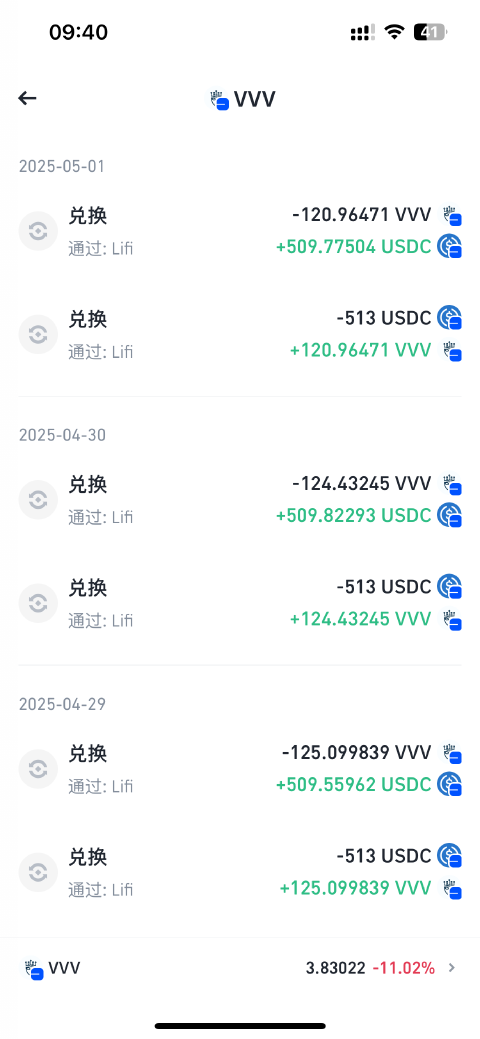 09:40
41
VVV
2025-05-01
兑换
-120.96471 VVV
通过: Lifi
+509.77504 USDC
兑换
-513 USDC
通过: Lifi
+120.96471 VVV
2025-04-30
兑换
-124.43245 VVV
通过: Lifi
+509.82293 USDC
兑换
-513 USDC
通过: Lifi
+124.43245 VVV
2025-04-29
兑换
-125.099839 VVV
通过: Lifi
+509.55962 USDC
兑换
-513 USDC
通过: Lifi
+125.099839 VVV
VVV
3.83022 -11.02%